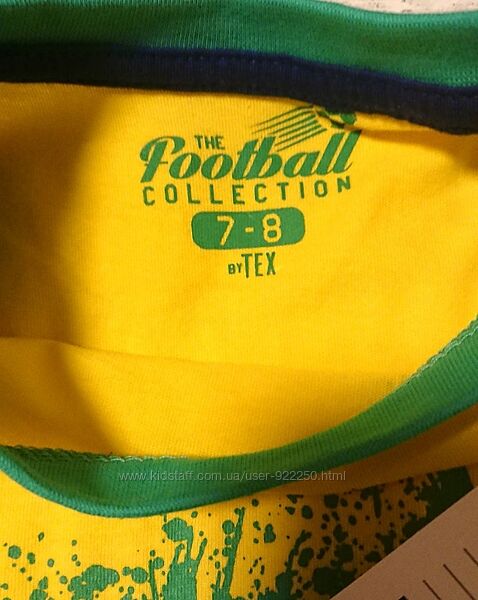 THE
Football
COLLECTION
7-8
BY TEX
www.kidstaff.com.ua/user-922250.html